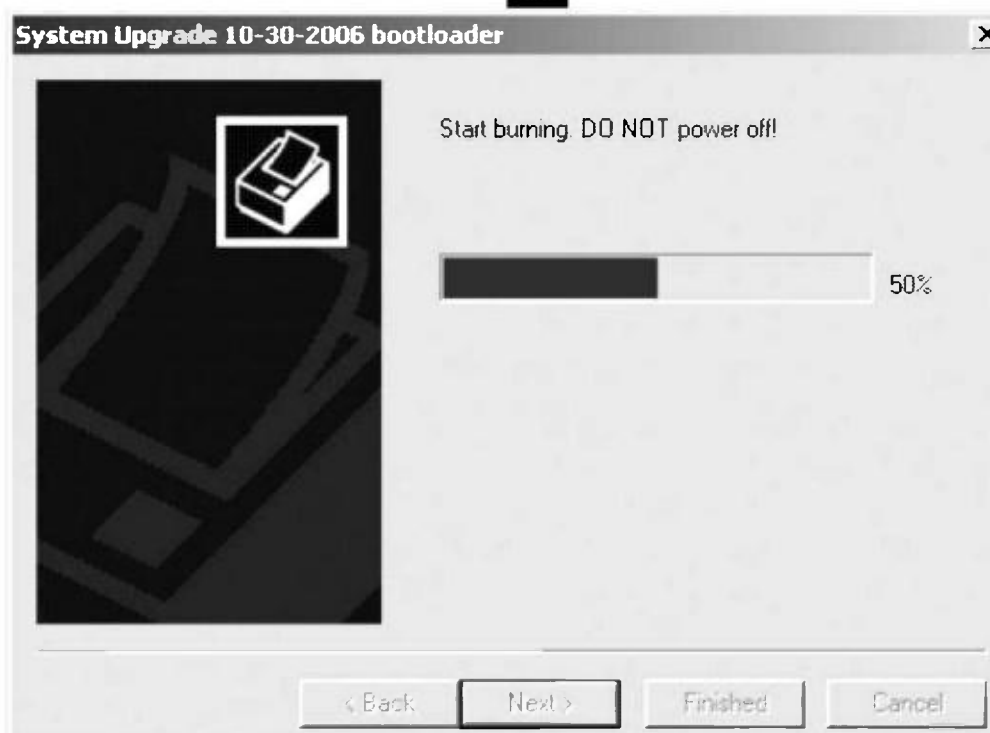 System Upgrade 10-30-2006 bootloader
Start burning. DO NOT power off!
50%
< Back
Next >
Finished
Cancel